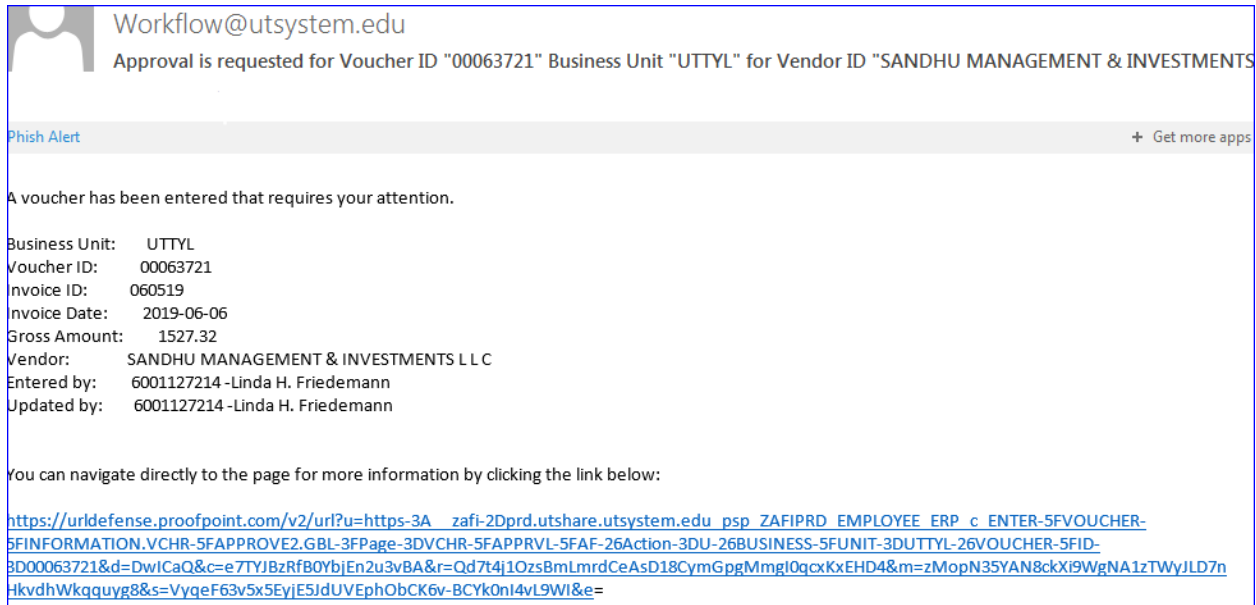 Workflow@utsystem.edu
Approval is requested for Voucher ID "00063721" Business Unit "UTTYL" for Vendor ID "SANDHU MANAGEMENT & INVESTMENTS
Phish Alert
+ Get more apps
A voucher has been entered that requires your attention.
Business Unit: UTTYL
Voucher ID: 00063721
Invoice ID: 060519
Invoice Date: 2019-06-06
Gross Amount: 1527.32
Vendor: SANDHU MANAGEMENT & INVESTMENTS L L C
Entered by: 6001127214 -Linda H. Friedemann
Updated by: 6001127214 -Linda H. Friedemann
You can navigate directly to the page for more information by clicking the link below:
https://urldefense.proofpoint.com/v2/url?u=https-3A__zafi-2Dprd.utshare.utsystem.edu_psp_ZAFIPRD_EMPLOYEE_ERP_c_ENTER-5FVOUCHER-
5FINFORMATION.VCHR-5FAPPROVE2.GBL-3FPage-3DVCHR-5FAPPRVL-5FAF-26Action-3DU-26BUSINESS-5FUNIT-3DUTTYL-26VOUCHER-5FID-
3D00063721&d=DwICaQ&c=e7TYJBzRfB0YbjEn2u3vBA&r=Qd7t4j1OzsBmLmrdCeAsD18CymGpgMmgI0qcxKxEHD4&m=zMopN35YAN8ckXi9WgNA1zTWyJLD7n
HkvdhWkqquyg8&s=VyqeF63v5x5EyjE5JdUVEphObCK6v-BCYk0nI4vL9WI&e=